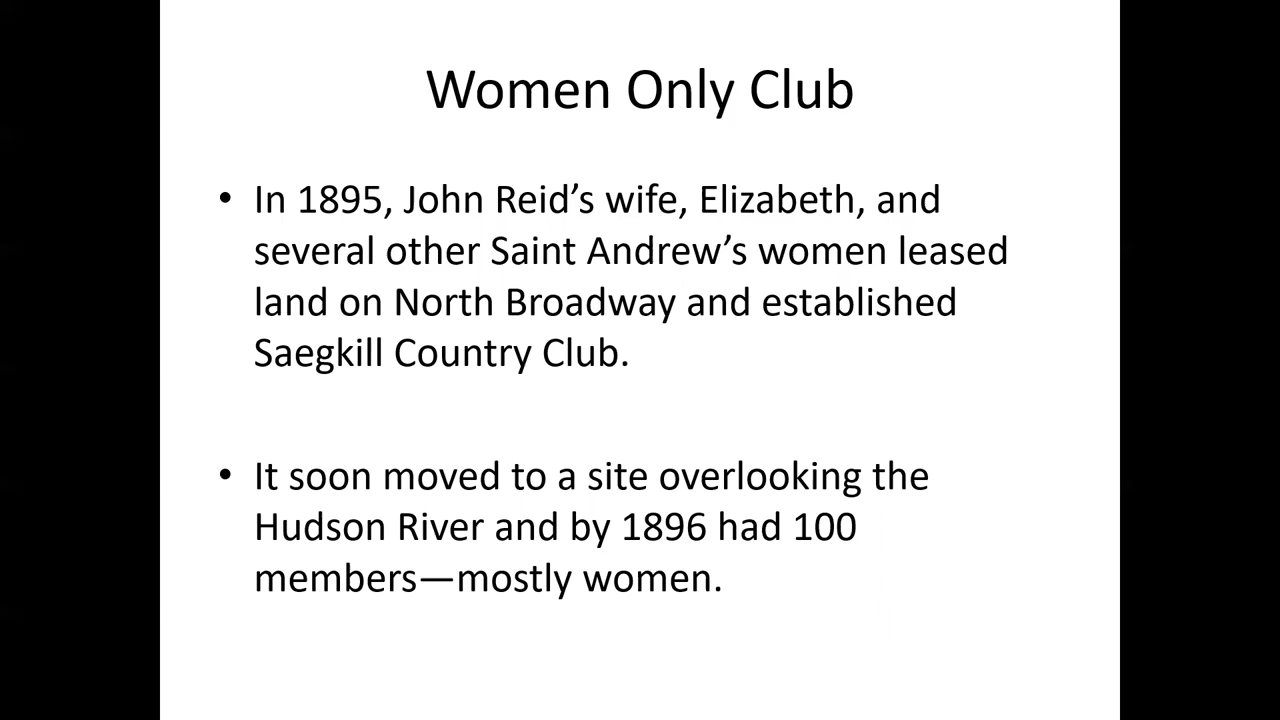 Women Only Club
• In 1895, John Reid’s wife, Elizabeth, and
several other Saint Andrew’s women leased
land on North Broadway and established
Saegkill Country Club.
• It soon moved to a site overlooking the
Hudson River and by 1896 had 100
members—mostly women.